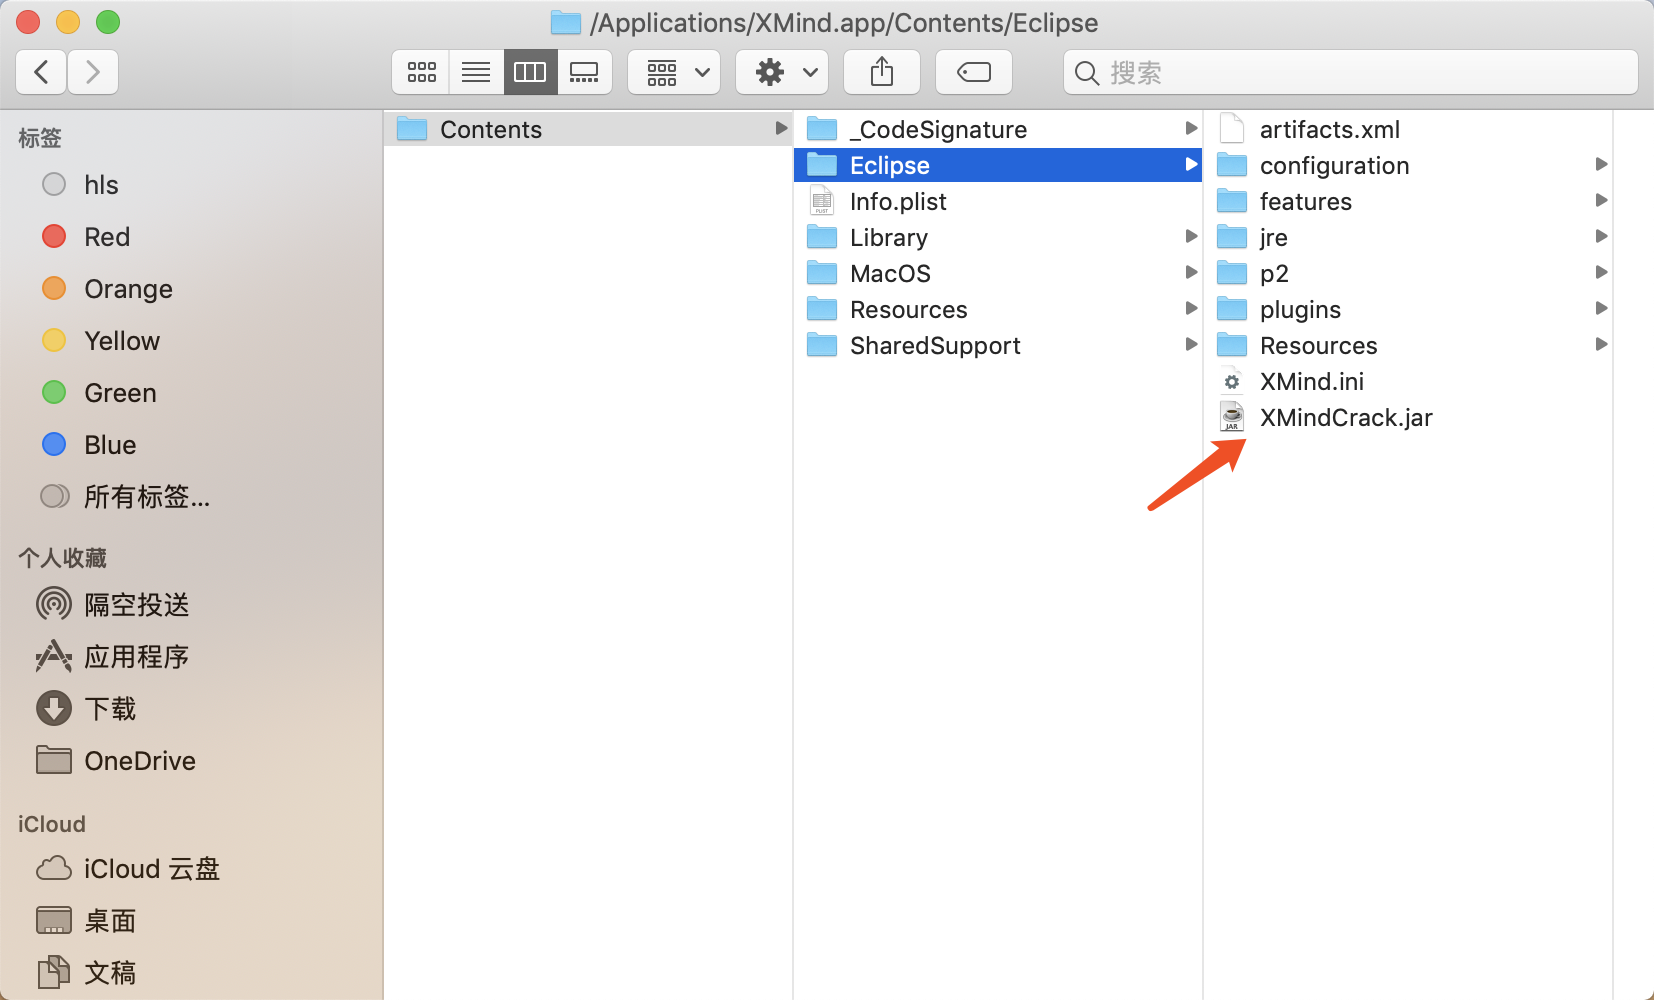 /Applications/XMind.app/Contents/Eclipse
搜索
标签
hls
Red
Orange
Yellow
Green
Blue
所有标签...
个人收藏
隔空投送
应用程序
下载
OneDrive
iCloud
iCloud 云盘
桌面
文稿
Contents
_CodeSignature
Eclipse
PLIST
Info.plist
Library
MacOS
Resources
SharedSupport
artifacts.xml
configuration
features
jre
p2
plugins
Resources
XMind.ini
JAR
XMindCrack.jar